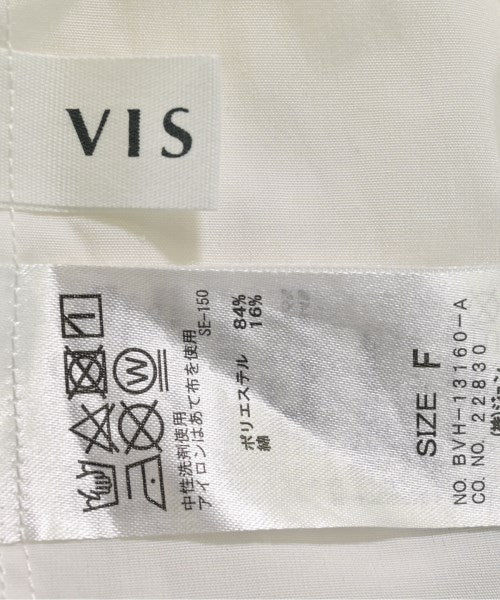 VIS
中性洗剤使用
アイロンはあて布を使用
SE-150
ポリエステル 84%
綿 16%
SIZE F
NO. BVH-13160-A
CO. NO. 22830